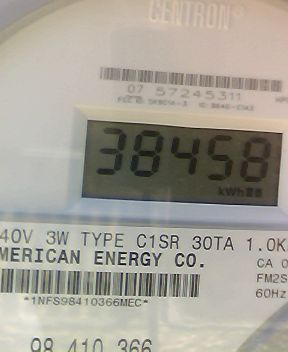 CENTRON®
07 57245311
38458
kWh
40V 3W TYPE C1SR 30TA 1.0K
MERICAN ENERGY CO.
CA 0
FM2S
60Hz
*1NFS98410366MEC*
98 410 366